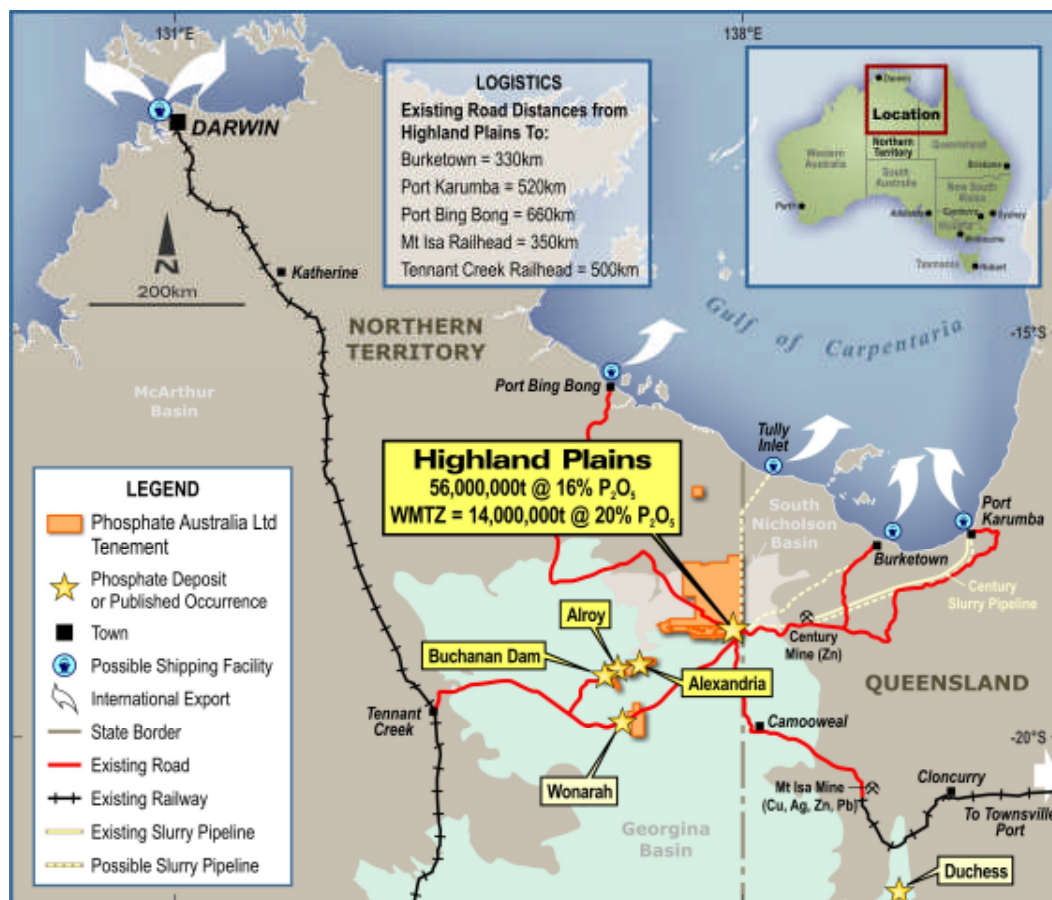 131°E
138°E
DARWIN
N
200km
Katherine
LOGISTICS
Existing Road Distances from
Highland Plains To:
Burketown = 330km
Port Karumba = 520km
Port Bing Bong = 660km
Mt Isa Railhead = 350km
Tennant Creek Railhead = 500km
Darwin
Location
Northern
Territory
Queensland
Western
Australia
South
Australia
Brisbane
New South
Wales
Perth
Adelaide
Canberra
Sydney
Melbourne
Tasmania
Hobart
NORTHERN
TERRITORY
McArthur
Basin
Gulf of Carpentaria
-15°S
Port Bing Bong
Tully
Inlet
Highland Plains
56,000,000t @ 16% P₂O₅
WMTZ = 14,000,000t @ 20% P₂O₅
South
Nicholson
Basin
Port
Karumba
Burketown
Century
Slurry Pipeline
Century
Mine (Zn)
LEGEND
Phosphate Australia Ltd
Tenement
Phosphate Deposit
or Published Occurrence
Town
Possible Shipping Facility
International Export
State Border
Existing Road
Existing Railway
Existing Slurry Pipeline
Possible Slurry Pipeline
Alroy
Buchanan Dam
Alexandria
QUEENSLAND
Tennant
Creek
Camooweal
-20°S
Wonarah
Mt Isa Mine
(Cu, Ag, Zn, Pb)
Cloncurry
To Townsville
Port
Georgina
Basin
Duchess